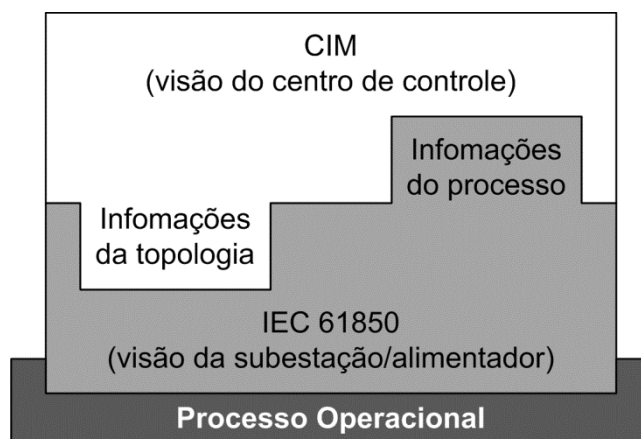 CIM
(visão do centro de controle)
Infomações
do processo
Infomações
da topologia
IEC 61850
(visão da subestação/alimentador)
Processo Operacional